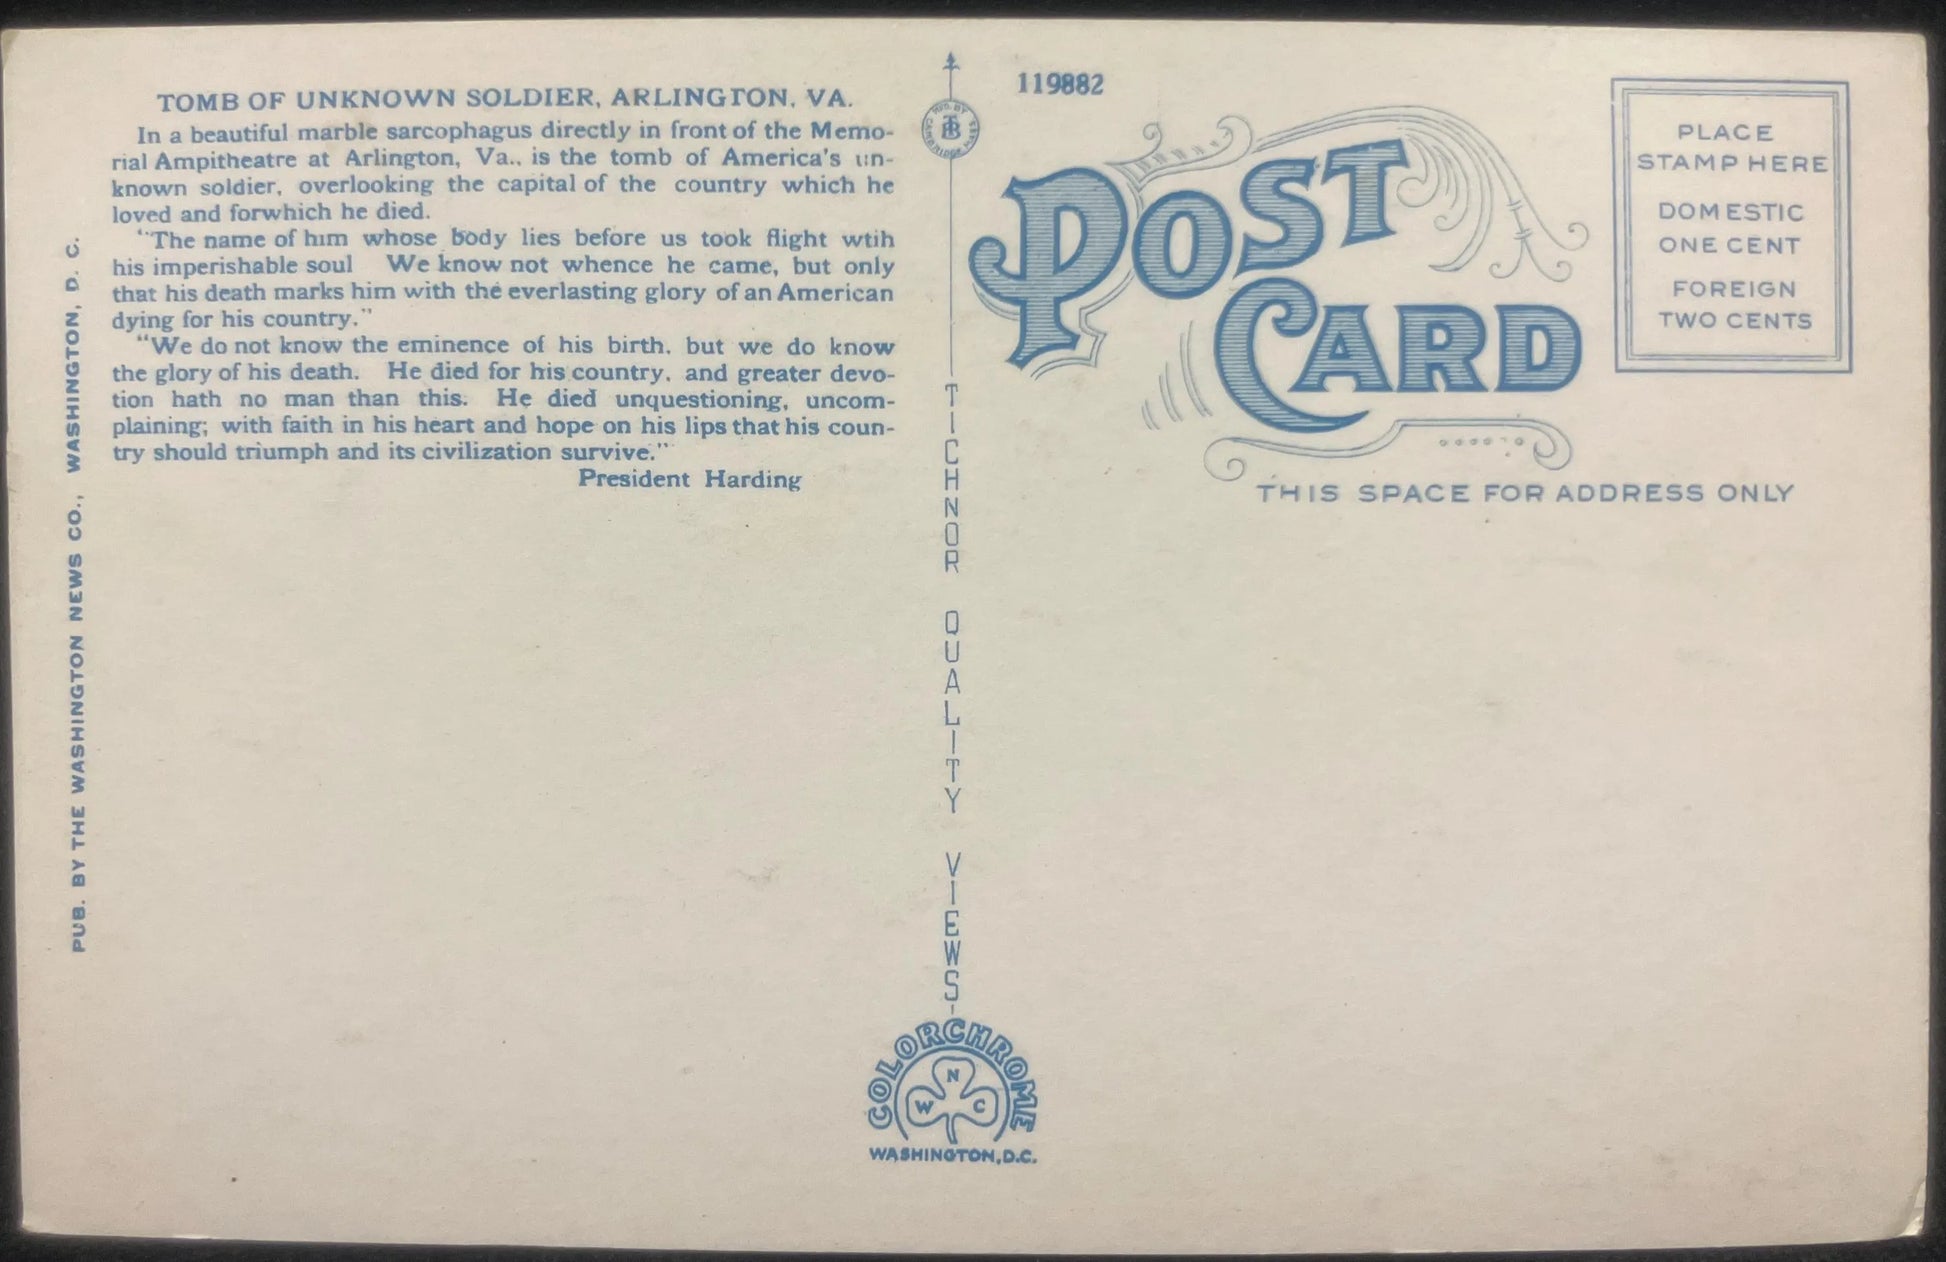 TOMB OF UNKNOWN SOLDIER, ARLINGTON, VA.
In a beautiful marble sarcophagus directly in front of the Memo-
rial Ampitheatre at Arlington, Va., is the tomb of America's un-
known soldier, overlooking the capital of the country which he
loved and forwhich he died.
"The name of him whose body lies before us took flight wtih
his imperishable soul We know not whence he came, but only
that his death marks him with the everlasting glory of an American
dying for his country."
"We do not know the eminence of his birth, but we do know
the glory of his death. He died for his country, and greater devo-
tion hath no man than this. He died unquestioning, uncom-
plaining; with faith in his heart and hope on his lips that his coun-
try should triumph and its civilization survive."
President Harding
PUB. BY THE WASHINGTON NEWS CO., WASHINGTON, D. C.
MFD. BY
TB
CAMBRIDGE
TICHNOR QUALITY VIEWS
COLORCHROME
N
W C
WASHINGTON, D.C.
119882
POST
CARD
PLACE
STAMP HERE
DOMESTIC
ONE CENT
FOREIGN
TWO CENTS
THIS SPACE FOR ADDRESS ONLY